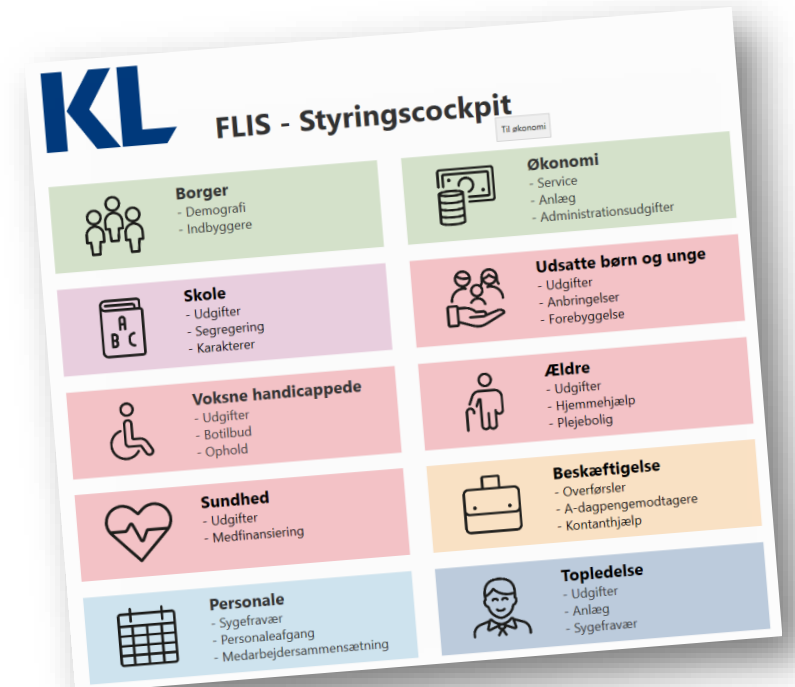 KL
FLIS - Styringscockpit
Til økonomi
Borger
- Demografi
- Indbyggere
Økonomi
- Service
- Anlæg
- Administrationsudgifter
Skole
- Udgifter
- Segregering
- Karakterer
A
B C
Udsatte børn og unge
- Udgifter
- Anbringelser
- Forebyggelse
Voksne handicappede
- Udgifter
- Botilbud
- Ophold
Ældre
- Udgifter
- Hjemmehjælp
- Plejebolig
Sundhed
- Udgifter
- Medfinansiering
Beskæftigelse
- Overførsler
- A-dagpengemodtagere
- Kontanthjælp
Personale
- Sygefravær
- Personaleafgang
- Medarbejdersammensætning
Topledelse
- Udgifter
- Anlæg
- Sygefravær